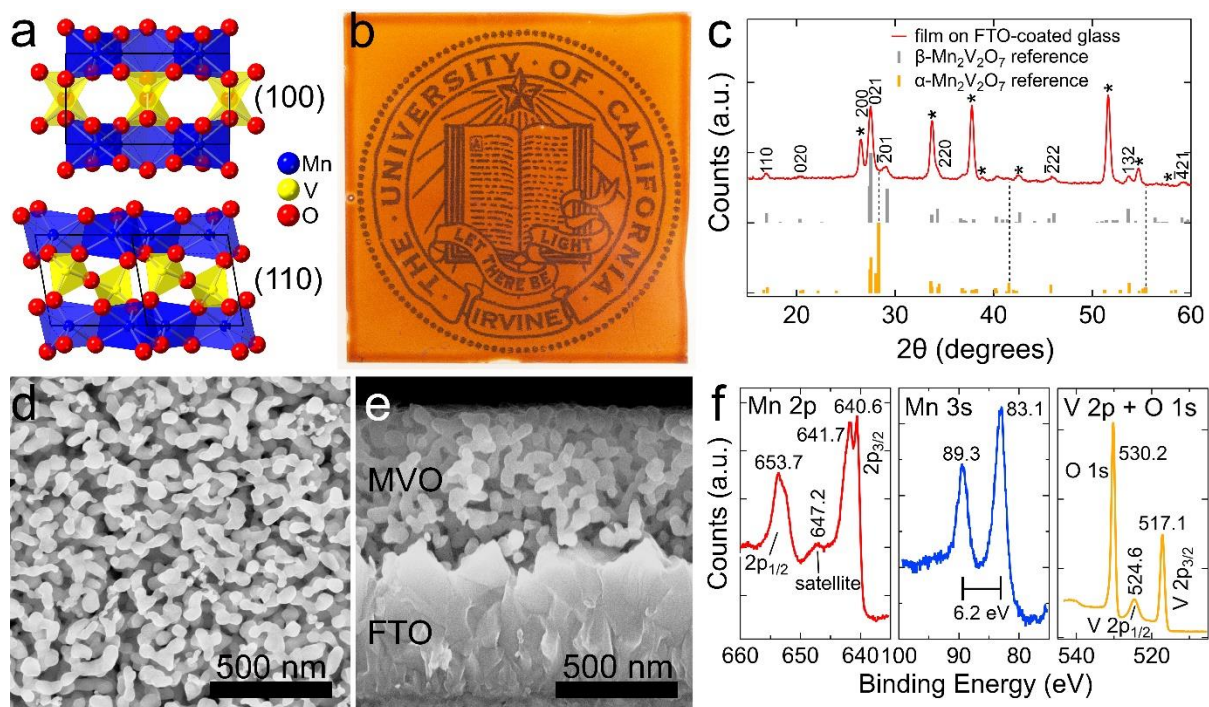 a
(100)
Mn
V
O
(110)
b
THE · UNIVERSITY · OF · CALIFORNIA ·
LET THERE BE LIGHT
IRVINE
c
film on FTO-coated glass
β-Mn₂V₂O₇ reference
α-Mn₂V₂O₇ reference
Counts (a.u.)
110
020
*
200
021
2̄01
*
2̄20
*
*
*
2̄22
*
1̄32
*
*
4̄21
20 30 40 50 60
2θ (degrees)
d
500 nm
e
MVO
FTO
500 nm
f
Counts (a.u.)
Mn 2p
640.6
641.7
2p3/2
653.7
647.2
2p1/2
satellite
660 650 640
Mn 3s
83.1
89.3
6.2 eV
100 90 80
V 2p + O 1s
530.2
O 1s
517.1
524.6
V 2p3/2
V 2p1/2
540 520
Binding Energy (eV)